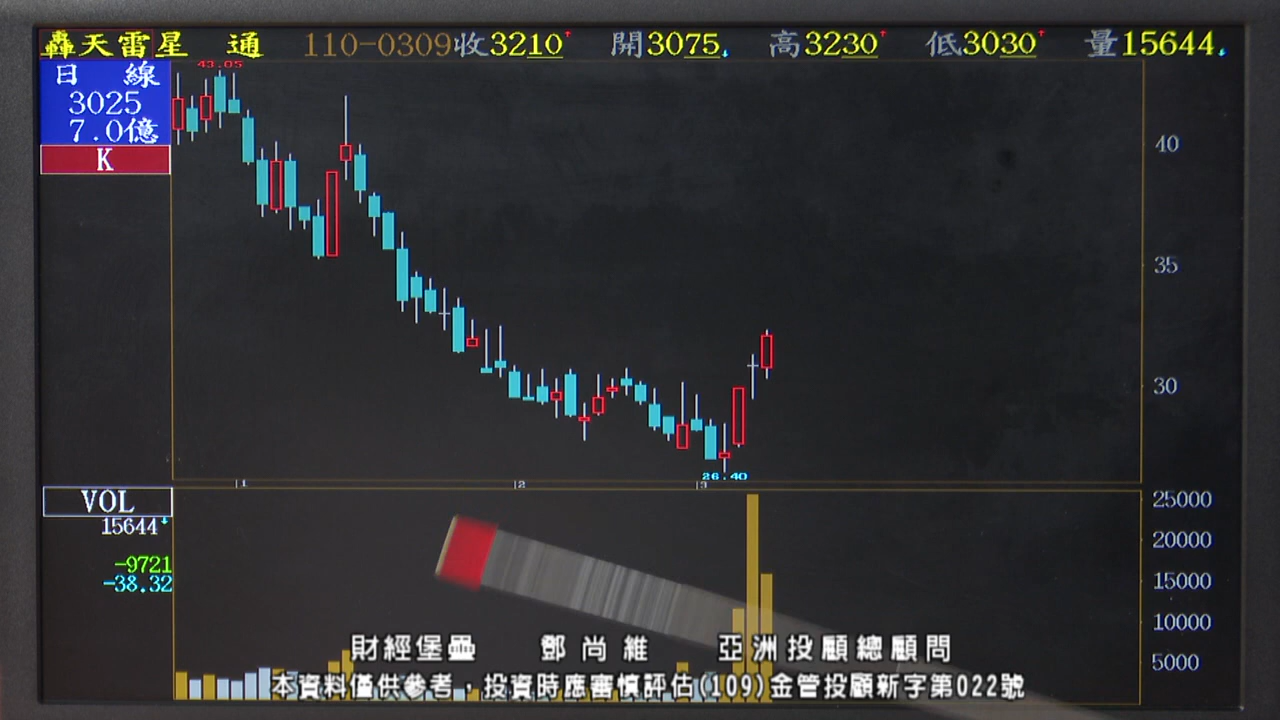 轟天雷星 通 110-0309收3210↑ 開3075↓ 高3230↑ 低3030↑ 量15644↓
日 線
3025
7.0億
K
43.05
40
35
30
26.40
1 2 3
VOL
15644↓
-9721
-38.32
25000
20000
15000
10000
5000
財經堡壘 鄧尚維 亞洲投顧總顧問
本資料僅供參考，投資時應審慎評估(109)金管投顧新字第022號